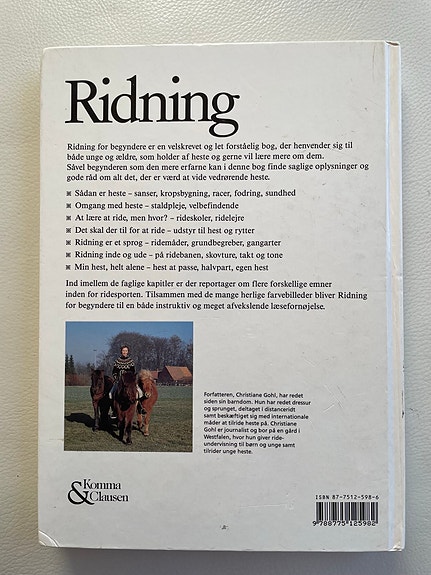 Ridning
Ridning for begyndere er en velskrevet og let forståelig bog, der henvender sig til
både unge og ældre, som holder af heste og gerne vil lære mere om dem.
Såvel begynderen som den mere erfarne kan i denne bog finde saglige oplysninger og
gode råd om alt det, der er værd at vide vedrørende heste.
Sådan er heste – sanser, kropsbygning, racer, fodring, sundhed
Omgang med heste – staldpleje, velbefindende
At lære at ride, men hvor? – rideskoler, ridelejre
Det skal der til for at ride – udstyr til hest og rytter
Ridning er et sprog – ridemåder, grundbegreber, gangarter
Ridning inde og ude – på ridebanen, skovture, takt og tone
Min hest, helt alene – hest at passe, halvpart, egen hest
Ind imellem de faglige kapitler er der reportager om flere forskellige emner
inden for ridesporten. Tilsammen med de mange herlige farvebilleder bliver Ridning
for begyndere til en både instruktiv og meget afvekslende læsefornøjelse.
Forfatteren, Christiane Gohl, har redet
siden sin barndom. Hun har redet dressur
og sprunget, deltaget i distanceridt
samt beskæftiget sig med internationale
måder at tilride heste på. Christiane
Gohl er journalist og bor på en gård i
Westfalen, hvor hun giver ride-
undervisning til børn og unge samt
tilrider unge heste.
Komma
& Clausen
ISBN 87-7512-598-6
9 788775 125982